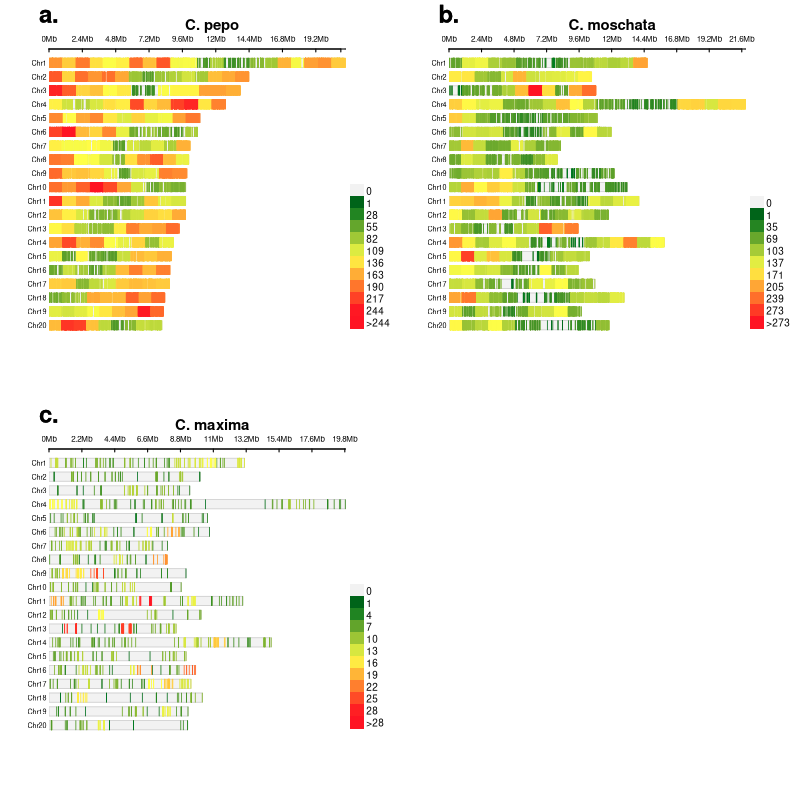 a.
C. pepo
0Mb 2.4Mb 4.8Mb 7.2Mb 9.6Mb 12Mb 14.4Mb 16.8Mb 19.2Mb
Chr1
Chr2
Chr3
Chr4
Chr5
Chr6
Chr7
Chr8
Chr9
Chr10
Chr11
Chr12
Chr13
Chr14
Chr15
Chr16
Chr17
Chr18
Chr19
Chr20
0
1
28
55
82
109
136
163
190
217
244
>244
b.
C. moschata
0Mb 2.4Mb 4.8Mb 7.2Mb 9.6Mb 12Mb 14.4Mb 16.8Mb 19.2Mb 21.6Mb
Chr1
Chr2
Chr3
Chr4
Chr5
Chr6
Chr7
Chr8
Chr9
Chr10
Chr11
Chr12
Chr13
Chr14
Chr15
Chr16
Chr17
Chr18
Chr19
Chr20
0
1
35
69
103
137
171
205
239
273
>273
c.
C. maxima
0Mb 2.2Mb 4.4Mb 6.6Mb 8.8Mb 11Mb 13.2Mb 15.4Mb 17.6Mb 19.8Mb
Chr1
Chr2
Chr3
Chr4
Chr5
Chr6
Chr7
Chr8
Chr9
Chr10
Chr11
Chr12
Chr13
Chr14
Chr15
Chr16
Chr17
Chr18
Chr19
Chr20
0
1
4
7
10
13
16
19
22
25
28
>28